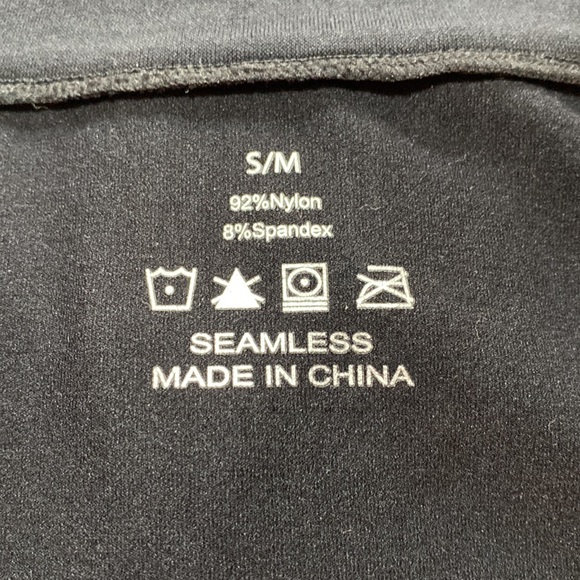 S/M
92%Nylon
8%Spandex
SEAMLESS
MADE IN CHINA